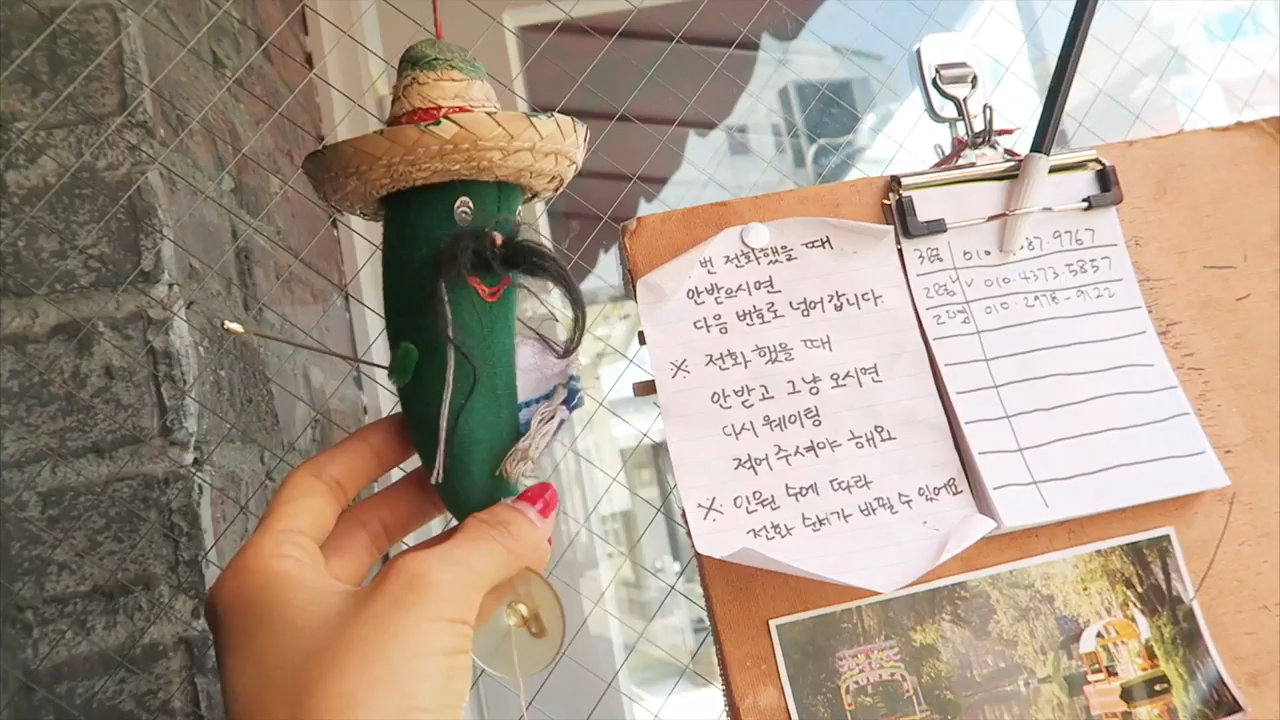 번 전화했을 때
안받으시면
다음 번호로 넘어갑니다.
※ 전화 했을 때
안받고 그냥 오시면
다시 웨이팅
적어 주셔야 해요
※ 인원 수에 따라
전화 순서가 바뀔 수 있어요
3명 010 87·9767
2명 v 010·4373·5857
2명 010·2978-9122